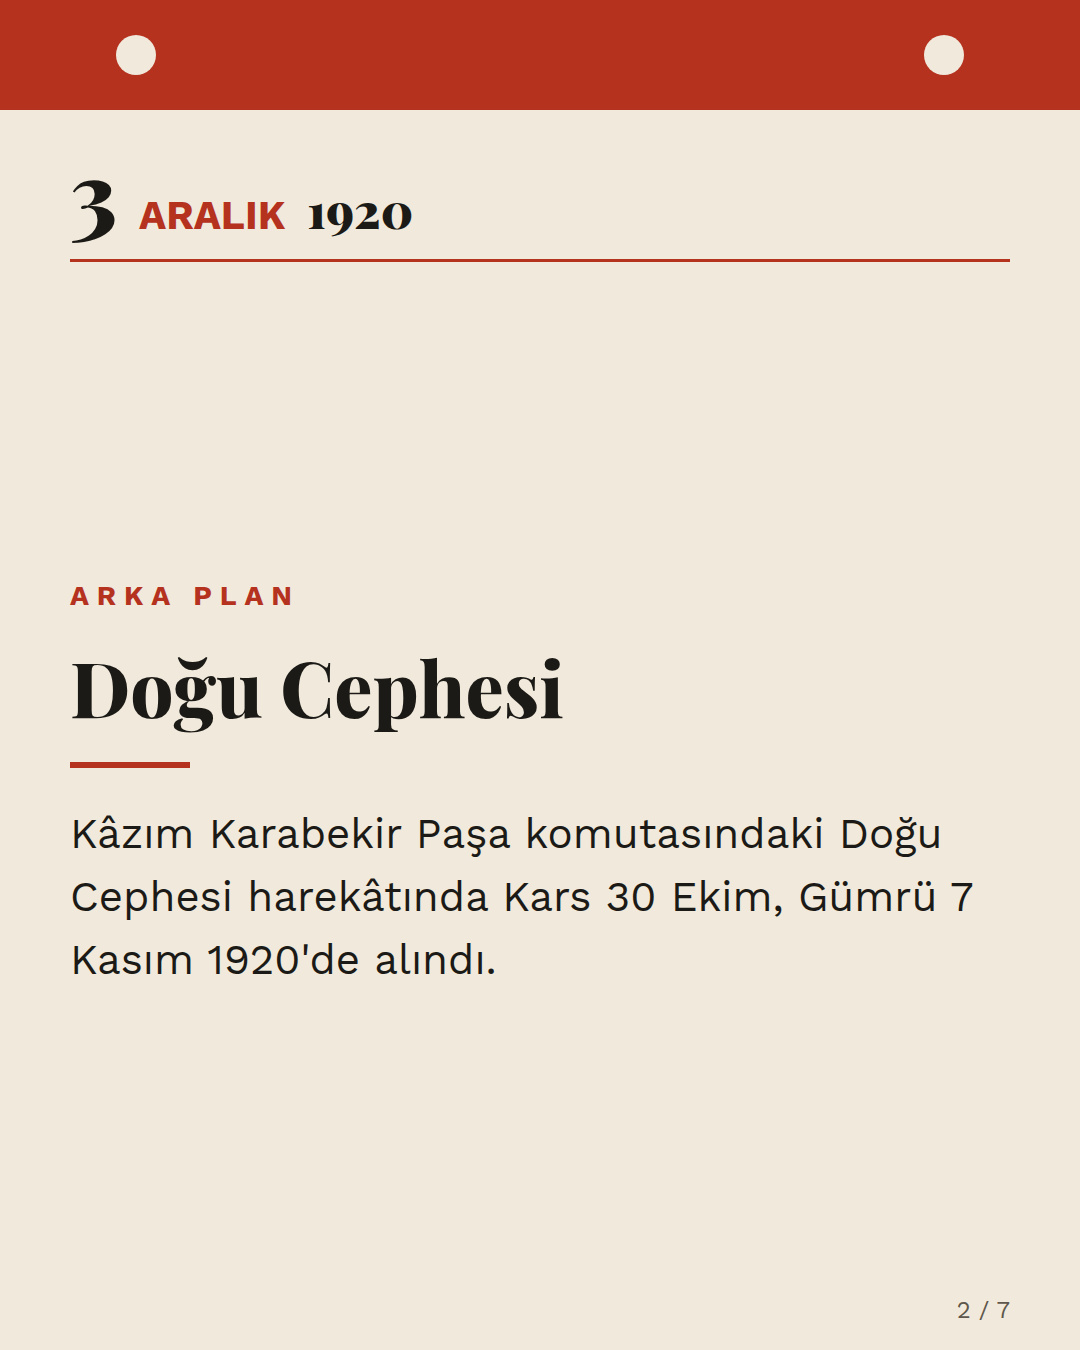 3 ARALIK 1920
ARKA PLAN
Doğu Cephesi
Kâzım Karabekir Paşa komutasındaki Doğu
Cephesi harekâtında Kars 30 Ekim, Gümrü 7
Kasım 1920'de alındı.
2 / 7